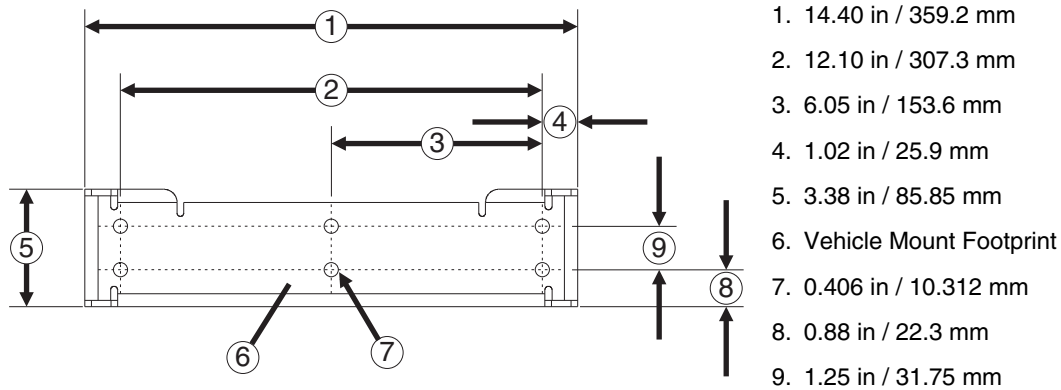 1
2
3
4
5
6
7
8
9
1. 14.40 in / 359.2 mm
2. 12.10 in / 307.3 mm
3. 6.05 in / 153.6 mm
4. 1.02 in / 25.9 mm
5. 3.38 in / 85.85 mm
6. Vehicle Mount Footprint
7. 0.406 in / 10.312 mm
8. 0.88 in / 22.3 mm
9. 1.25 in / 31.75 mm